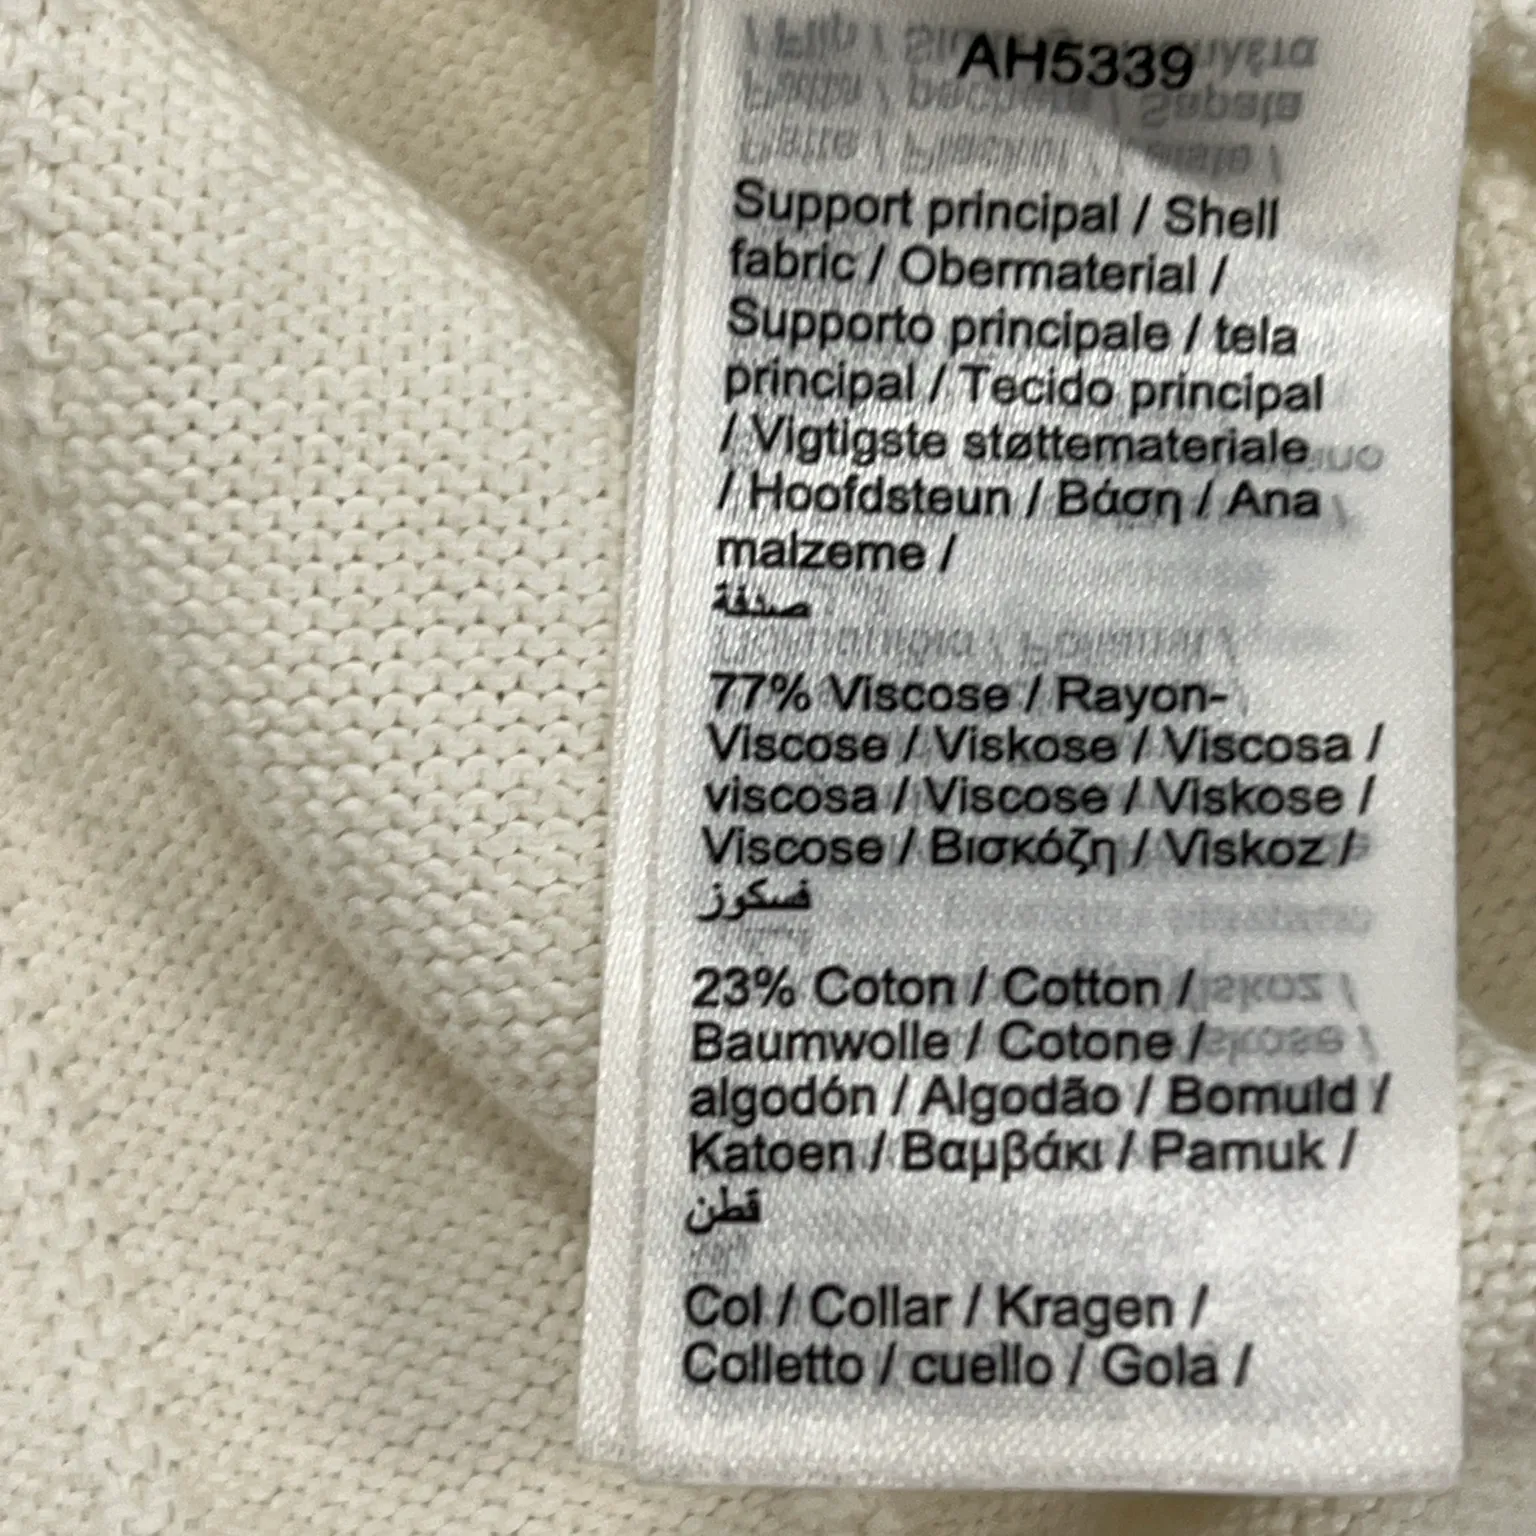 AH5339
Support principal / Shell
fabric / Obermaterial /
Supporto principale / tela
principal / Tecido principal
/ Vigtigste støttemateriale
/ Hoofdsteun / Βάση / Ana
malzeme /
صدفة
77% Viscose / Rayon-
Viscose / Viskose / Viscosa /
viscosa / Viscose / Viskose /
Viscose / Βισκόζη / Viskoz /
فسكوز
23% Coton / Cotton /
Baumwolle / Cotone /
algodón / Algodão / Bomuld /
Katoen / Βαμβάκι / Pamuk /
قطن
Col / Collar / Kragen /
Colletto / cuello / Gola /